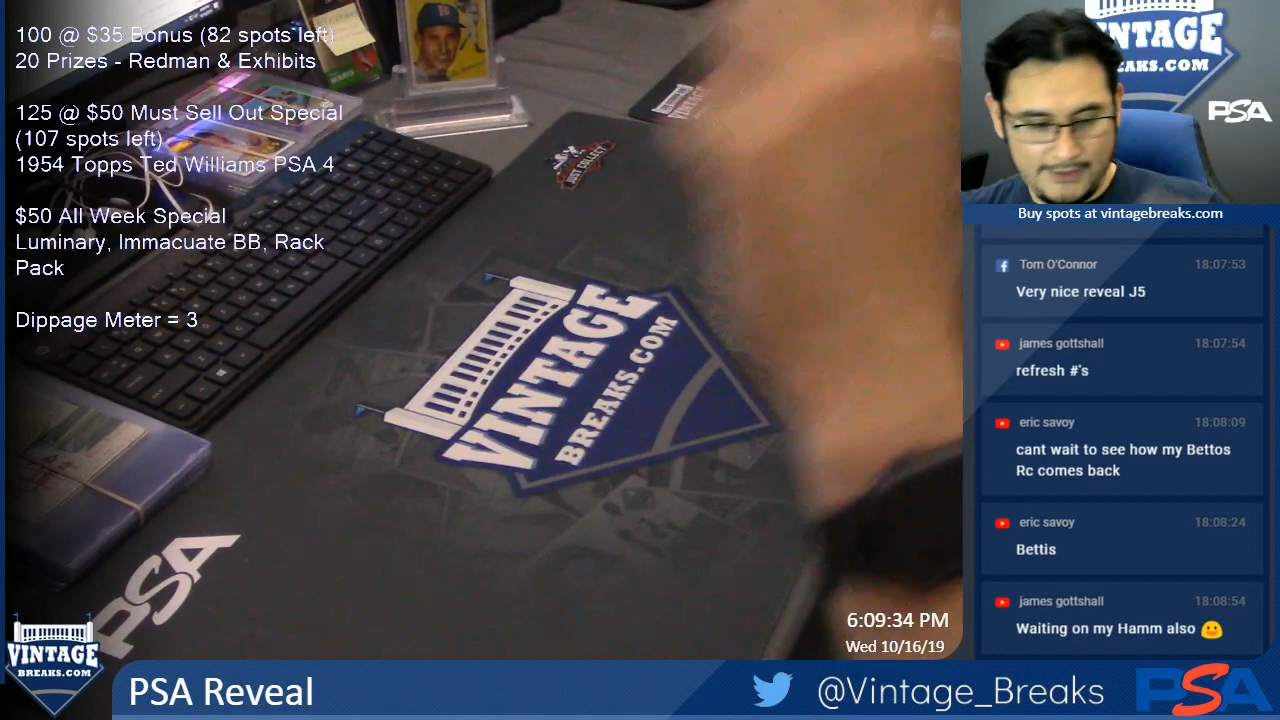 100 @ $35 Bonus (82 spots left)
20 Prizes - Redman & Exhibits
125 @ $50 Must Sell Out Special
(107 spots left)
1954 Topps Ted Williams PSA 4
$50 All Week Special
Luminary, Immacuate BB, Rack
Pack
Dippage Meter = 3
JUST COLLECT
VINTAGE
BREAKS.COM
PSA
VINTAGE
BREAKS.COM
6:09:34 PM
Wed 10/16/19
PSA Reveal
@Vintage_Breaks
PSA
VINTAGE
AKS.COM
PSA
Buy spots at vintagebreaks.com
Tom O'Connor 18:07:53
Very nice reveal J5
james gottshall 18:07:54
refresh #'s
eric savoy 18:08:09
cant wait to see how my Bettos
Rc comes back
eric savoy 18:08:24
Bettis
james gottshall 18:08:54
Waiting on my Hamm also